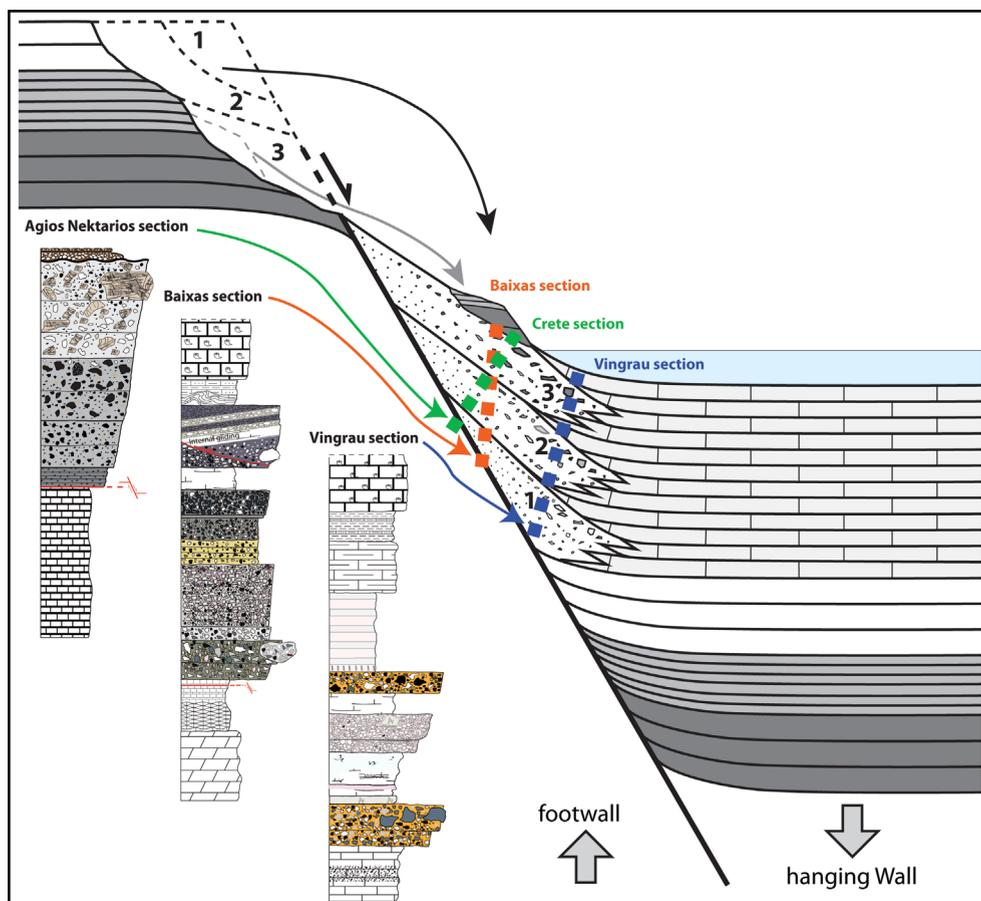 1
2
3
Agios Nektarios section
Baixas section
Baixas section
Crete section
Vingrau section
3
internal gliding
Vingrau section
2
1
footwall
hanging Wall